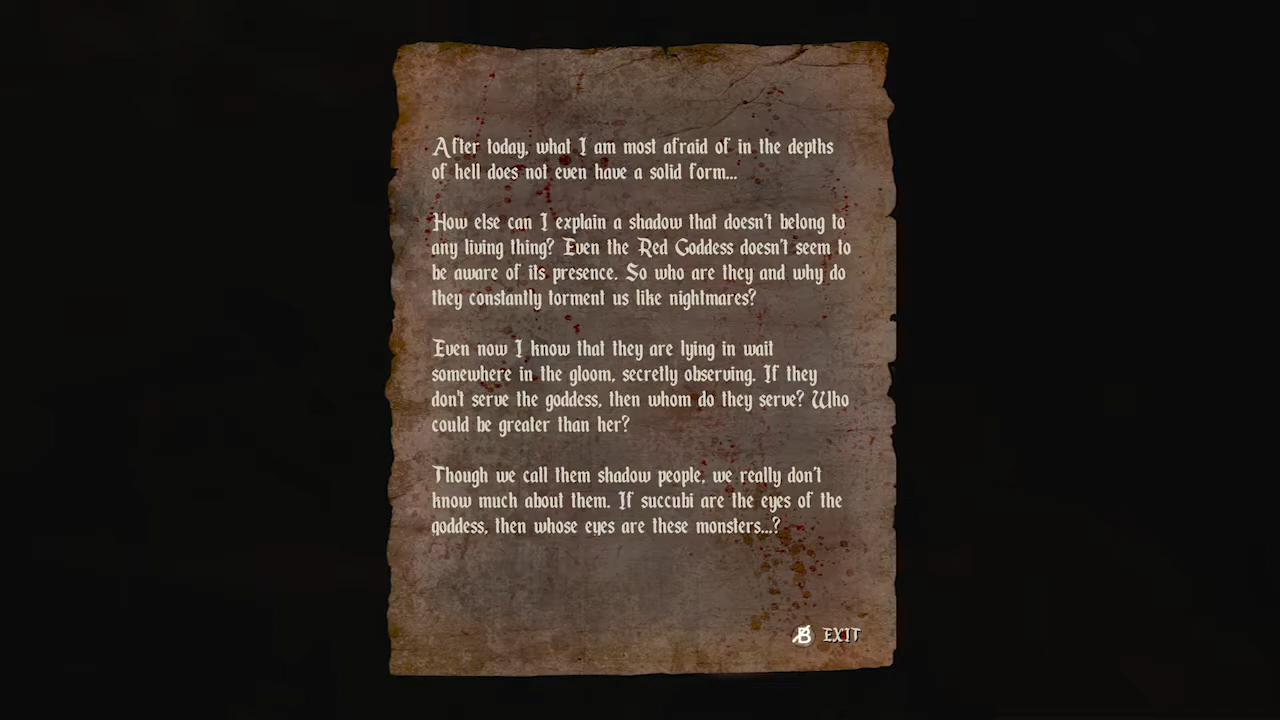 After today, what I am most afraid of in the depths
of hell does not even have a solid form...
How else can I explain a shadow that doesn't belong to
any living thing? Even the Red Goddess doesn't seem to
be aware of its presence. So who are they and why do
they constantly torment us like nightmares?
Even now I know that they are lying in wait
somewhere in the gloom, secretly observing. If they
don't serve the goddess, then whom do they serve? Who
could be greater than her?
Though we call them shadow people, we really don't
know much about them. If succubi are the eyes of the
goddess, then whose eyes are these monsters...?
B EXIT